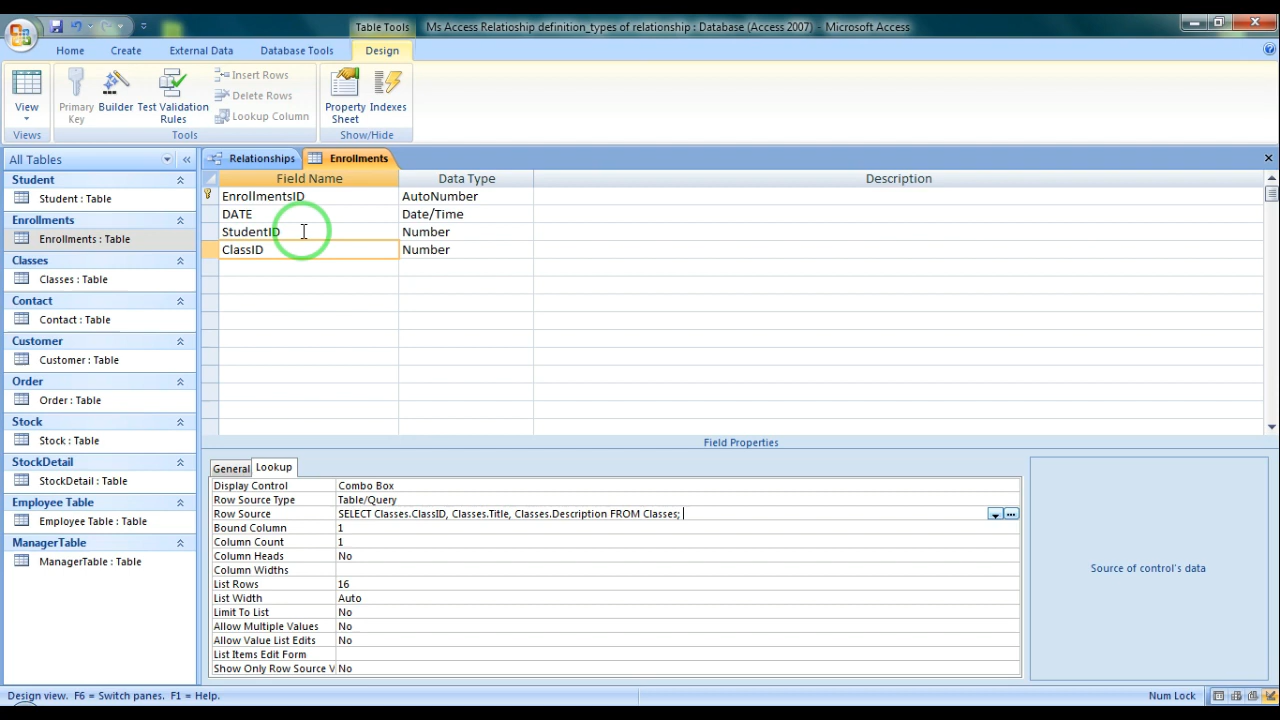 Table Tools
Ms Access Relatioship definition_types of relationship : Database (Access 2007) – Microsoft Access
Home Create External Data Database Tools Design
View
Primary Key
Builder
Test Validation Rules
Insert Rows
Delete Rows
Lookup Column
Property Sheet
Indexes
Views Tools Show/Hide
All Tables
Relationships Enrollments
Field Name Data Type Description
EnrollmentsID AutoNumber
DATE Date/Time
StudentID Number
ClassID Number
Student
Student : Table
Enrollments
Enrollments : Table
Classes
Classes : Table
Contact
Contact : Table
Customer
Customer : Table
Order
Order : Table
Stock
Stock : Table
StockDetail
StockDetail : Table
Employee Table
Employee Table : Table
ManagerTable
ManagerTable : Table
Field Properties
General Lookup
Display Control Combo Box
Row Source Type Table/Query
Row Source SELECT Classes.ClassID, Classes.Title, Classes.Description FROM Classes;
Bound Column 1
Column Count 1
Column Heads No
Column Widths
List Rows 16
List Width Auto
Limit To List No
Allow Multiple Values No
Allow Value List Edits No
List Items Edit Form
Show Only Row Source V No
Source of control's data
Design view. F6 = Switch panes. F1 = Help.
Num Lock